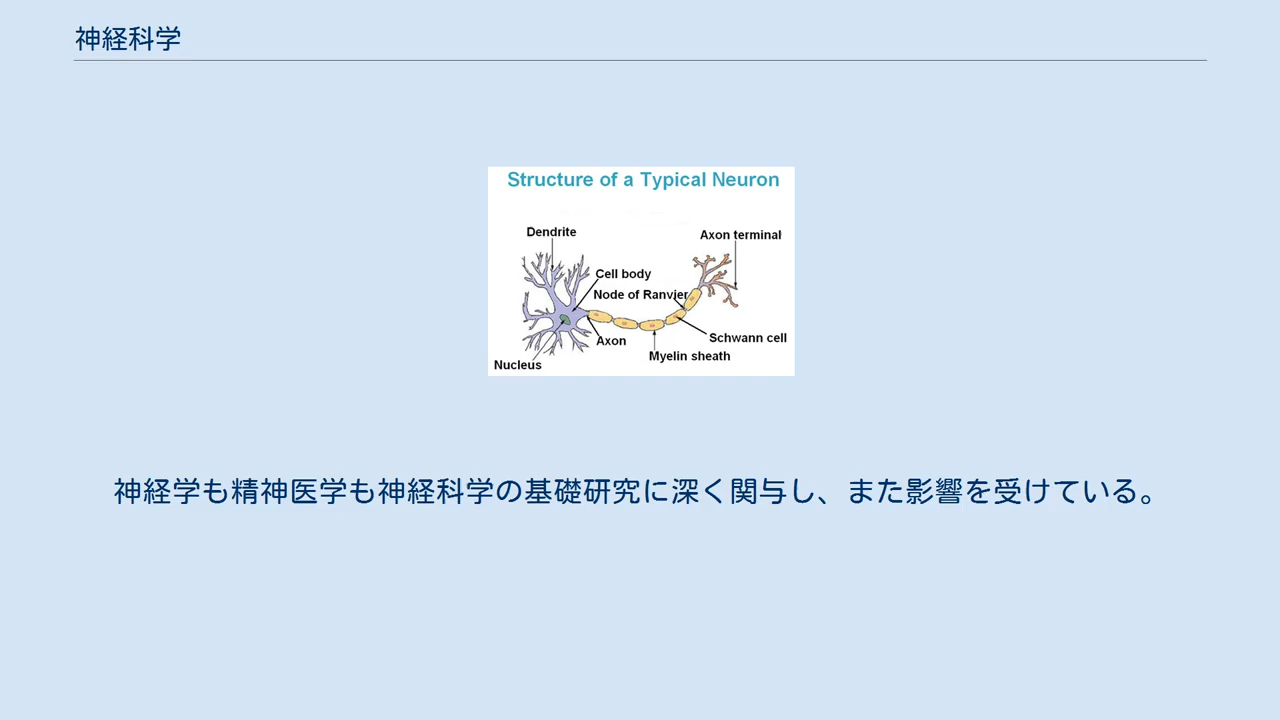 神経科学
Structure of a Typical Neuron
Dendrite
Axon terminal
Cell body
Node of Ranvier
Axon
Schwann cell
Myelin sheath
Nucleus
神経学も精神医学も神経科学の基礎研究に深く関与し、また影響を受けている。